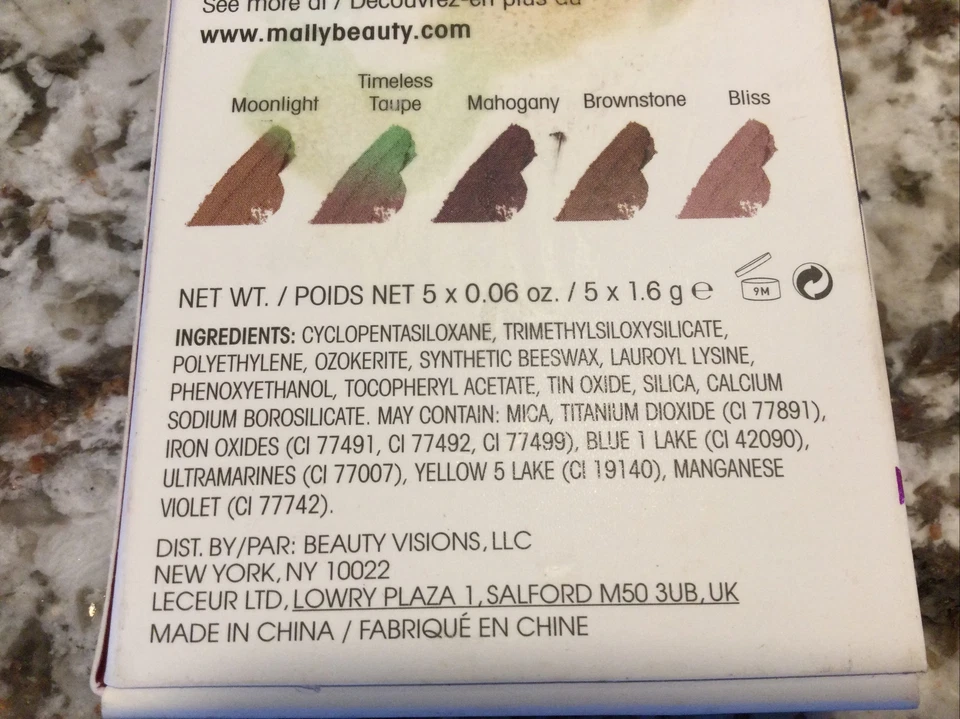 See more at / Découvrez-en plus au
www.mallybeauty.com
Moonlight
Timeless Taupe
Mahogany
Brownstone
Bliss
NET WT. / POIDS NET 5 x 0.06 oz. / 5 x 1.6 g ℮
9M
INGREDIENTS: CYCLOPENTASILOXANE, TRIMETHYLSILOXYSILICATE,
POLYETHYLENE, OZOKERITE, SYNTHETIC BEESWAX, LAUROYL LYSINE,
PHENOXYETHANOL, TOCOPHERYL ACETATE, TIN OXIDE, SILICA, CALCIUM
SODIUM BOROSILICATE. MAY CONTAIN: MICA, TITANIUM DIOXIDE (CI 77891),
IRON OXIDES (CI 77491, CI 77492, CI 77499), BLUE 1 LAKE (CI 42090),
ULTRAMARINES (CI 77007), YELLOW 5 LAKE (CI 19140), MANGANESE
VIOLET (CI 77742).
DIST. BY/PAR: BEAUTY VISIONS, LLC
NEW YORK, NY 10022
LECEUR LTD, LOWRY PLAZA 1, SALFORD M50 3UB, UK
MADE IN CHINA / FABRIQUÉ EN CHINE